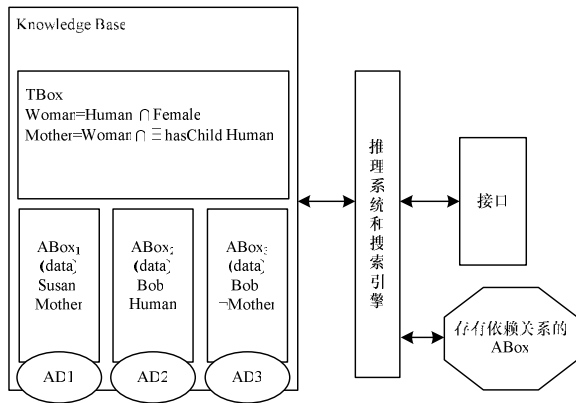 Knowledge Base
TBox
Woman=Human ∩ Female
Mother=Woman ∩ ∃ hasChild Human
ABox₁
(data)
Susan
Mother
ABox₂
(data)
Bob
Human
ABox₃
(data)
Bob
¬Mother
AD1
AD2
AD3
推理系统和搜索引擎
接口
存有依赖关系的
ABox